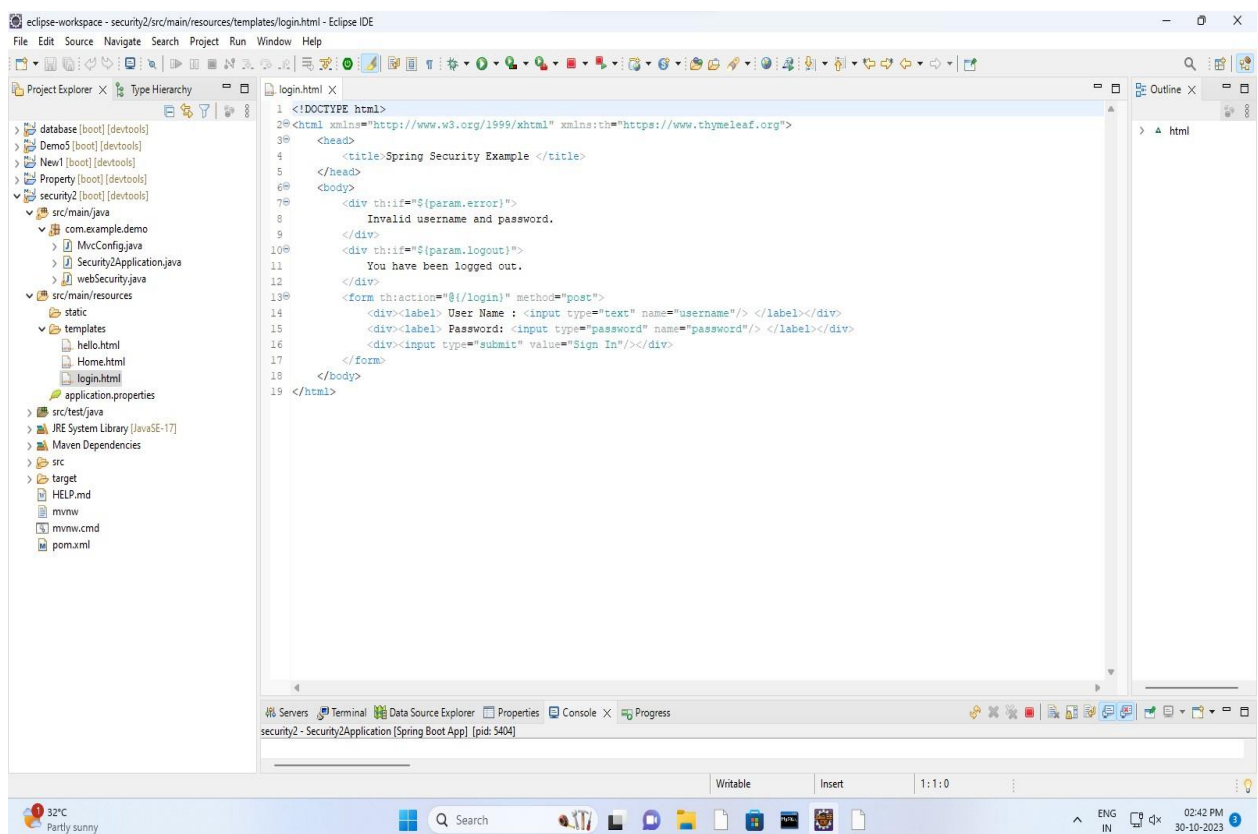 eclipse-workspace - security2/src/main/resources/templates/login.html - Eclipse IDE
File Edit Source Navigate Search Project Run Window Help
Project Explorer Type Hierarchy
database [boot] [devtools]
Demo5 [boot] [devtools]
New1 [boot] [devtools]
Property [boot] [devtools]
security2 [boot] [devtools]
src/main/java
com.example.demo
MvcConfig.java
Security2Application.java
webSecurity.java
src/main/resources
static
templates
hello.html
Home.html
login.html
application.properties
src/test/java
JRE System Library [JavaSE-17]
Maven Dependencies
src
target
HELP.md
mvnw
mvnw.cmd
pom.xml
login.html
1 <!DOCTYPE html>
2 <html xmlns="http://www.w3.org/1999/xhtml" xmlns:th="https://www.thymeleaf.org">
3 <head>
4 <title>Spring Security Example </title>
5 </head>
6 <body>
7 <div th:if="${param.error}">
8 Invalid username and password.
9 </div>
10 <div th:if="${param.logout}">
11 You have been logged out.
12 </div>
13 <form th:action="@{/login}" method="post">
14 <div><label> User Name : <input type="text" name="username"/> </label></div>
15 <div><label> Password: <input type="password" name="password"/> </label></div>
16 <div><input type="submit" value="Sign In"/></div>
17 </form>
18 </body>
19 </html>
Outline
html
Servers Terminal Data Source Explorer Properties Console Progress
security2 - Security2Application [Spring Boot App] [pid: 5404]
Writable Insert 1:1:0
1 32°C
Partly sunny
Search
ENG
IN
02:42 PM
30-10-2023
3